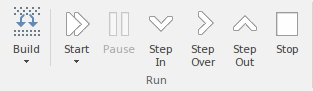 Build
Start
Pause
Step In
Step Over
Step Out
Stop
Run